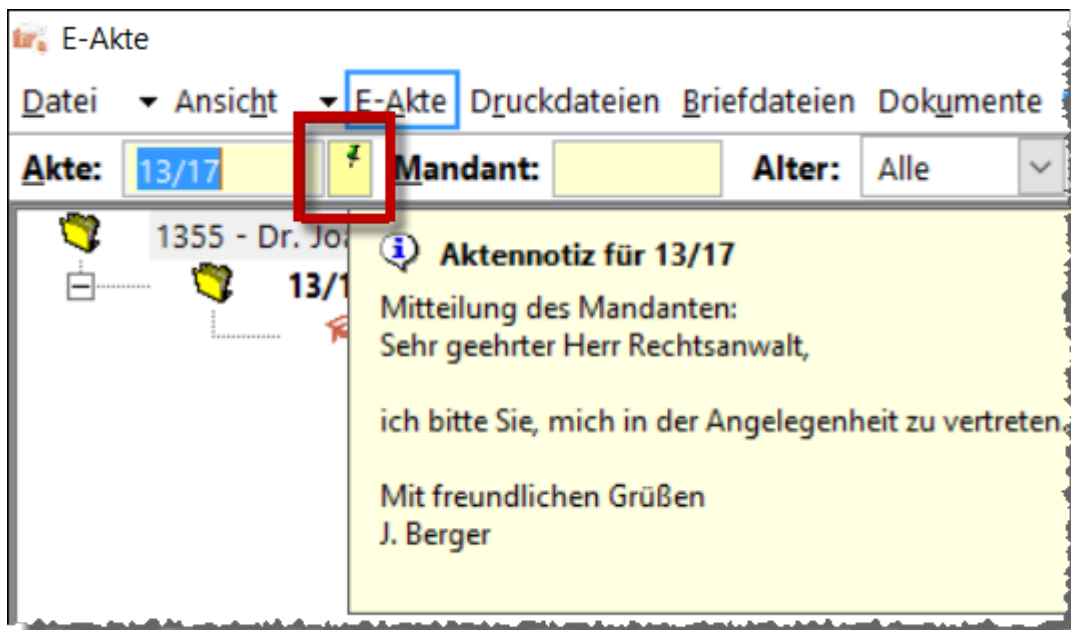 E-Akte
Datei Ansicht E-Akte Druckdateien Briefdateien Dokumente
Akte: 13/17 Mandant: Alter: Alle
1355 - Dr.
Aktennotiz für 13/17
13/1
Mitteilung des Mandanten:
Sehr geehrter Herr Rechtsanwalt,
ich bitte Sie, mich in der Angelegenheit zu vertreten.
Mit freundlichen Grüßen
J. Berger